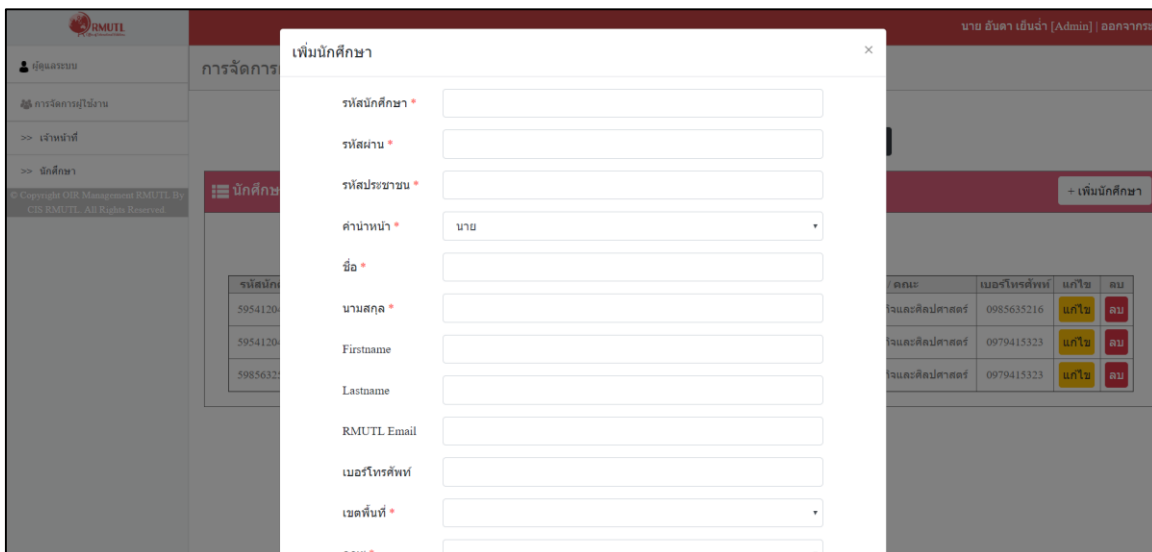 RMUTL
นาย อันดา เย็นฉ่ำ [Admin] | ออกจากระ
ผู้ดูแลระบบ
การจัดการผู้ใช้งาน
>> เจ้าหน้าที่
>> นักศึกษา
© Copyright OIR Management RMUTL By
CIS RMUTL. All Rights Reserved.
การจัดการ
นักศึกษ
+ เพิ่มนักศึกษา
เพิ่มนักศึกษา ×
รหัสนักศึกษา *
รหัสผ่าน *
รหัสประชาชน *
คำนำหน้า * นาย
ชื่อ *
นามสกุล *
Firstname
Lastname
RMUTL Email
เบอร์โทรศัพท์
เขตพื้นที่ *
รหัสนัก / คณะ เบอร์โทรศัพท์ แก้ไข ลบ
5954120 กิจและศิลปศาสตร์ 0985635216 แก้ไข ลบ
5954120 กิจและศิลปศาสตร์ 0979415323 แก้ไข ลบ
5985632 กิจและศิลปศาสตร์ 0979415323 แก้ไข ลบ